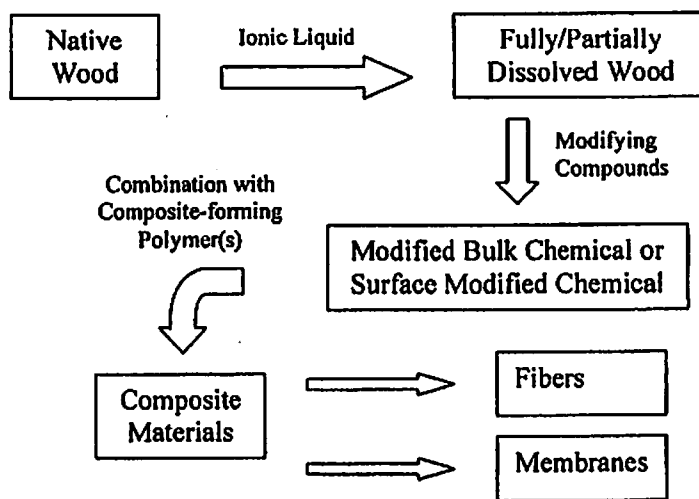 Native
Wood
Ionic Liquid
Fully/Partially
Dissolved Wood
Modifying
Compounds
Combination with
Composite-forming
Polymer(s)
Modified Bulk Chemical or
Surface Modified Chemical
Composite
Materials
Fibers
Membranes